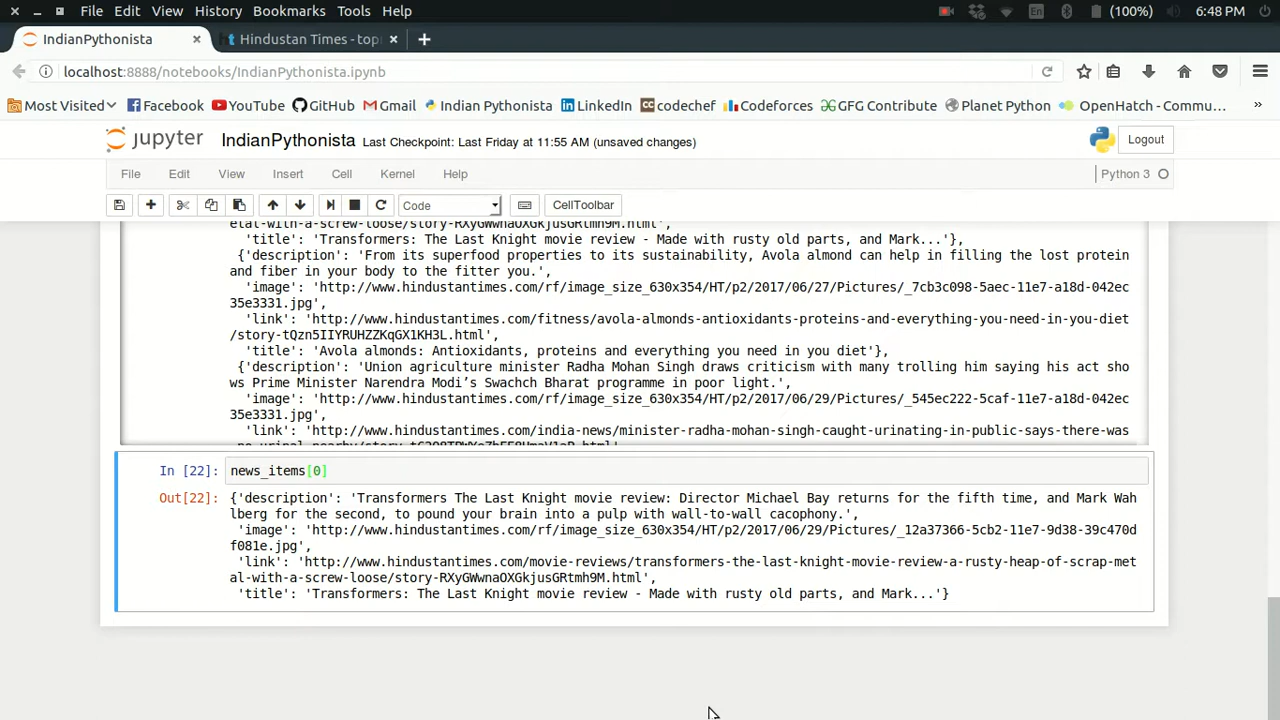 File Edit View History Bookmarks Tools Help En (100%) 6:48 PM
IndianPythonista × Hindustan Times - top × +
localhost:8888/notebooks/IndianPythonista.ipynb
Most Visited Facebook YouTube GitHub Gmail Indian Pythonista LinkedIn codechef Codeforces GFG Contribute Planet Python OpenHatch - Commu... »
jupyter IndianPythonista Last Checkpoint: Last Friday at 11:55 AM (unsaved changes) Logout
File Edit View Insert Cell Kernel Help Python 3
Code CellToolbar
etal-with-a-screw-loose/story-RXyGWwnaOXGkjusGRtmh9M.html',
'title': 'Transformers: The Last Knight movie review - Made with rusty old parts, and Mark...'},
{'description': 'From its superfood properties to its sustainability, Avola almond can help in filling the lost protein
and fiber in your body to the fitter you.',
'image': 'http://www.hindustantimes.com/rf/image_size_630x354/HT/p2/2017/06/27/Pictures/_7cb3c098-5aec-11e7-a18d-042ec
35e3331.jpg',
'link': 'http://www.hindustantimes.com/fitness/avola-almonds-antioxidants-proteins-and-everything-you-need-in-you-diet
/story-tQzn5IIYRUHZZKqGX1KH3L.html',
'title': 'Avola almonds: Antioxidants, proteins and everything you need in you diet'},
{'description': 'Union agriculture minister Radha Mohan Singh draws criticism with many trolling him saying his act sho
ws Prime Minister Narendra Modi’s Swachch Bharat programme in poor light.',
'image': 'http://www.hindustantimes.com/rf/image_size_630x354/HT/p2/2017/06/29/Pictures/_545ec222-5caf-11e7-a18d-042ec
35e3331.jpg',
'link': 'http://www.hindustantimes.com/india-news/minister-radha-mohan-singh-caught-urinating-in-public-says-there-was
In [22]: news_items[0]
Out[22]: {'description': 'Transformers The Last Knight movie review: Director Michael Bay returns for the fifth time, and Mark Wah
lberg for the second, to pound your brain into a pulp with wall-to-wall cacophony.',
'image': 'http://www.hindustantimes.com/rf/image_size_630x354/HT/p2/2017/06/29/Pictures/_12a37366-5cb2-11e7-9d38-39c470d
f081e.jpg',
'link': 'http://www.hindustantimes.com/movie-reviews/transformers-the-last-knight-movie-review-a-rusty-heap-of-scrap-met
al-with-a-screw-loose/story-RXyGWwnaOXGkjusGRtmh9M.html',
'title': 'Transformers: The Last Knight movie review - Made with rusty old parts, and Mark...'}